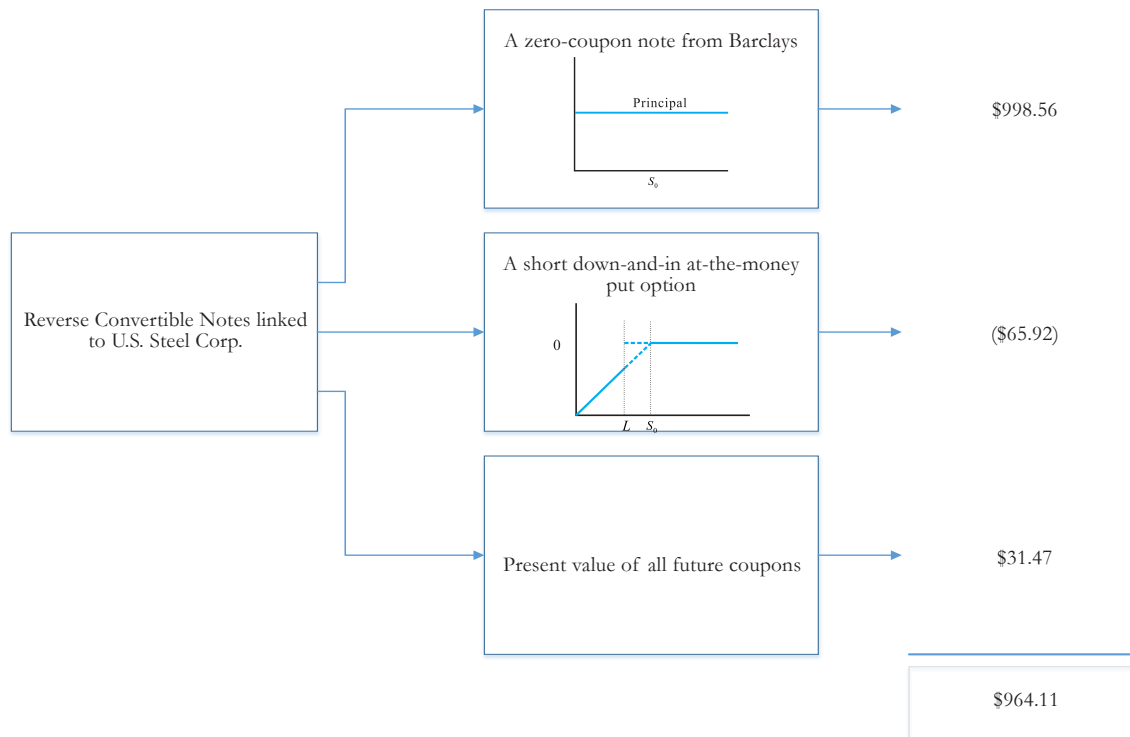 A zero-coupon note from Barclays
Principal
S₀
$998.56
Reverse Convertible Notes linked
to U.S. Steel Corp.
A short down-and-in at-the-money
put option
0
L S₀
($65.92)
Present value of all future coupons
$31.47
$964.11